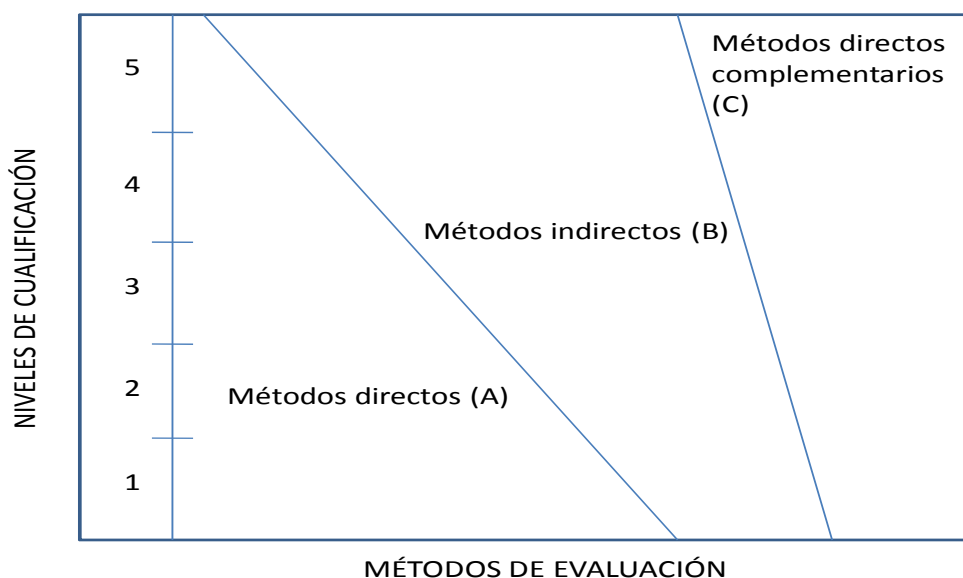 NIVELES DE CUALIFICACIÓN
5
4
3
2
1
Métodos directos
complementarios
(C)
Métodos indirectos (B)
Métodos directos (A)
MÉTODOS DE EVALUACIÓN